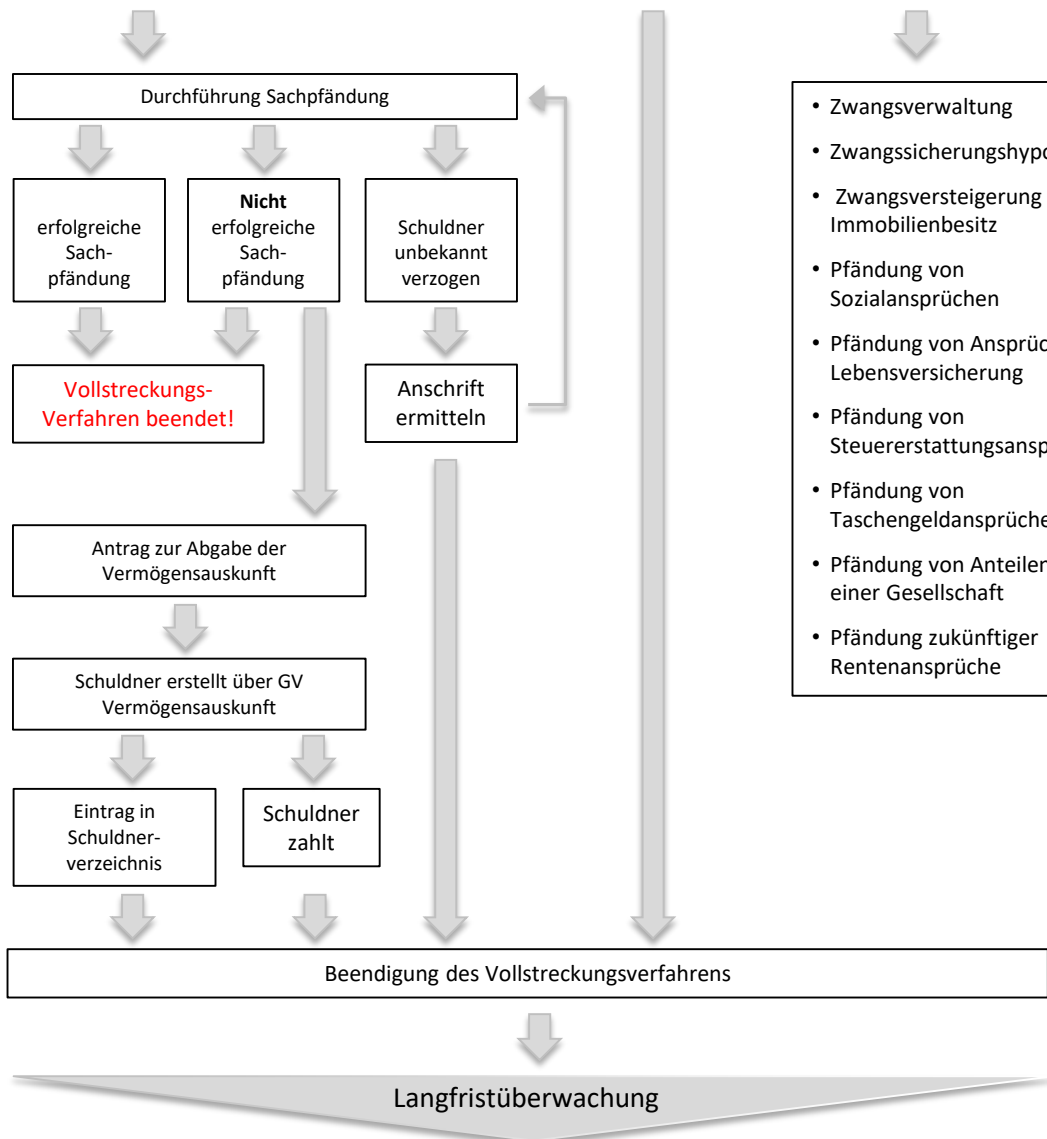 Durchführung Sachpfändung
erfolgreiche
Sach-
pfändung
Nicht
erfolgreiche
Sach-
pfändung
Schuldner
unbekannt
verzogen
Vollstreckungs-
Verfahren beendet!
Anschrift
ermitteln
Antrag zur Abgabe der
Vermögensauskunft
Schuldner erstellt über GV
Vermögensauskunft
Eintrag in
Schuldner-
verzeichnis
Schuldner
zahlt
• Zwangsverwaltung
• Zwangssicherungshypo
• Zwangsversteigerung
Immobilienbesitz
• Pfändung von
Sozialansprüchen
• Pfändung von Ansprüc
Lebensversicherung
• Pfändung von
Steuererstattungsansp
• Pfändung von
Taschengeldansprüche
• Pfändung von Anteilen
einer Gesellschaft
• Pfändung zukünftiger
Rentenansprüche
Beendigung des Vollstreckungsverfahrens
Langfristüberwachung